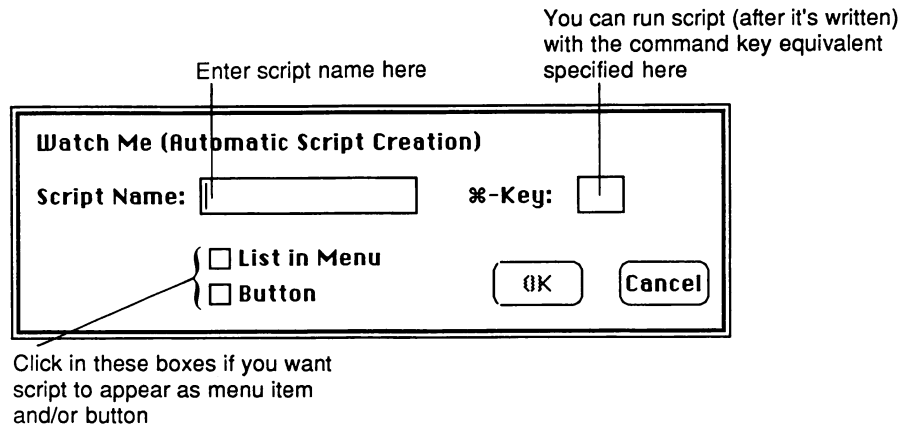 You can run script (after it's written)
with the command key equivalent
specified here
Enter script name here
Watch Me (Automatic Script Creation)
Script Name:
⌘-Key:
List in Menu
Button
OK
Cancel
Click in these boxes if you want
script to appear as menu item
and/or button